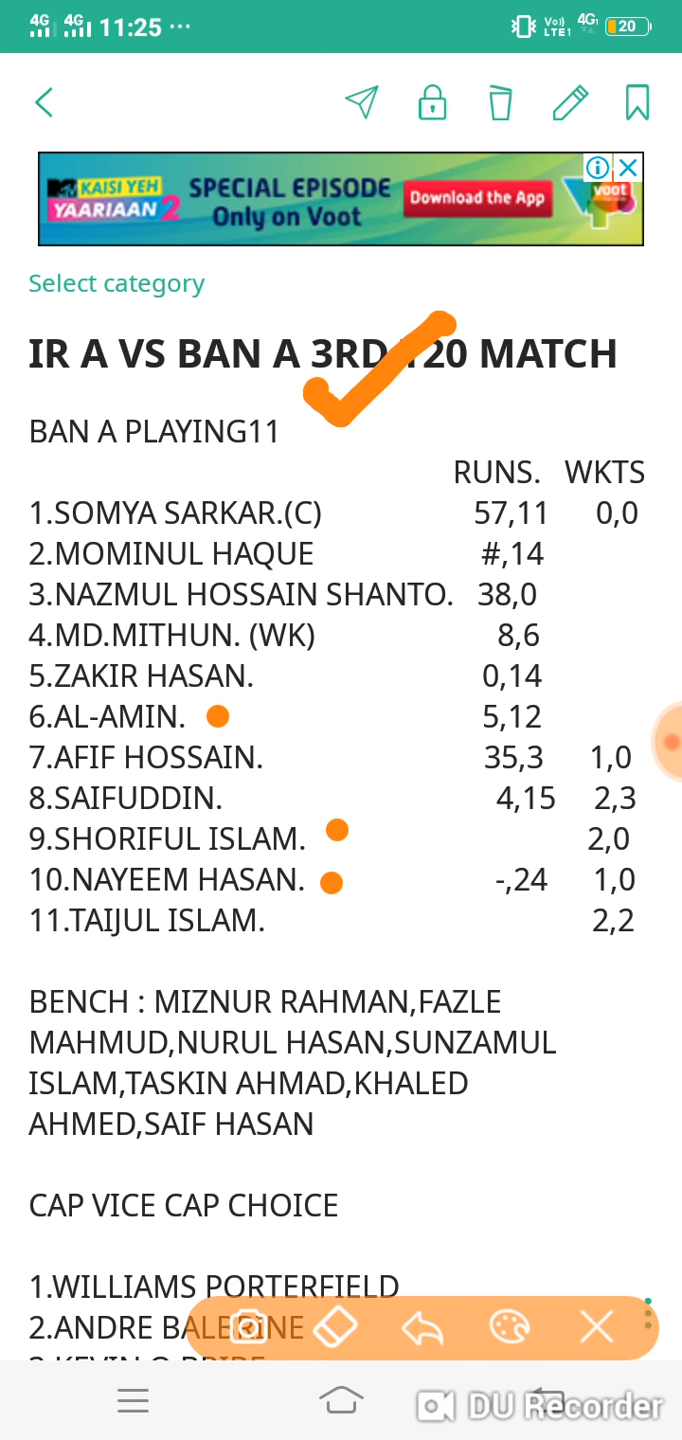 4G 4G 11:25 ... Vo) LTE1 4G1 20
KAISI YEH YAARIAAN 2 SPECIAL EPISODE Only on Voot Download the App voot
Select category
IR A VS BAN A 3RD T20 MATCH
BAN A PLAYING11
RUNS. WKTS
1.SOMYA SARKAR.(C) 57,11 0,0
2.MOMINUL HAQUE #,14
3.NAZMUL HOSSAIN SHANTO. 38,0
4.MD.MITHUN. (WK) 8,6
5.ZAKIR HASAN. 0,14
6.AL-AMIN. 5,12
7.AFIF HOSSAIN. 35,3 1,0
8.SAIFUDDIN. 4,15 2,3
9.SHORIFUL ISLAM. 2,0
10.NAYEEM HASAN. -,24 1,0
11.TAIJUL ISLAM. 2,2
BENCH : MIZNUR RAHMAN,FAZLE
MAHMUD,NURUL HASAN,SUNZAMUL
ISLAM,TASKIN AHMAD,KHALED
AHMED,SAIF HASAN
CAP VICE CAP CHOICE
1.WILLIAMS PORTERFIELD
2.ANDRE BALBRINE
DU Recorder